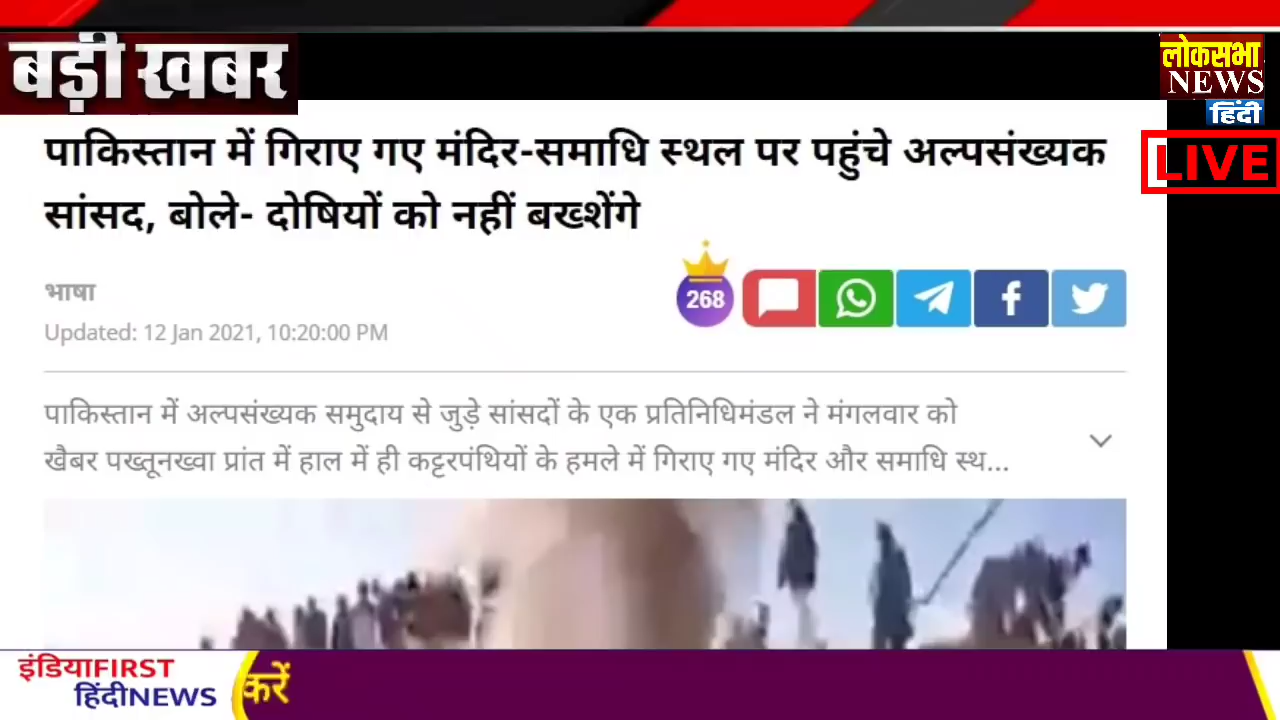 बड़ी खबर
लोकसभा
NEWS
हिंदी
LIVE
पाकिस्तान में गिराए गए मंदिर-समाधि स्थल पर पहुंचे अल्पसंख्यक
सांसद, बोले- दोषियों को नहीं बख्शेंगे
भाषा
268
Updated: 12 Jan 2021, 10:20:00 PM
पाकिस्तान में अल्पसंख्यक समुदाय से जुड़े सांसदों के एक प्रतिनिधिमंडल ने मंगलवार को
खैबर पख्तूनख्वा प्रांत में हाल में ही कट्टरपंथियों के हमले में गिराए गए मंदिर और समाधि स्थ...
इंडियाFIRST
हिंदीNEWS
करें